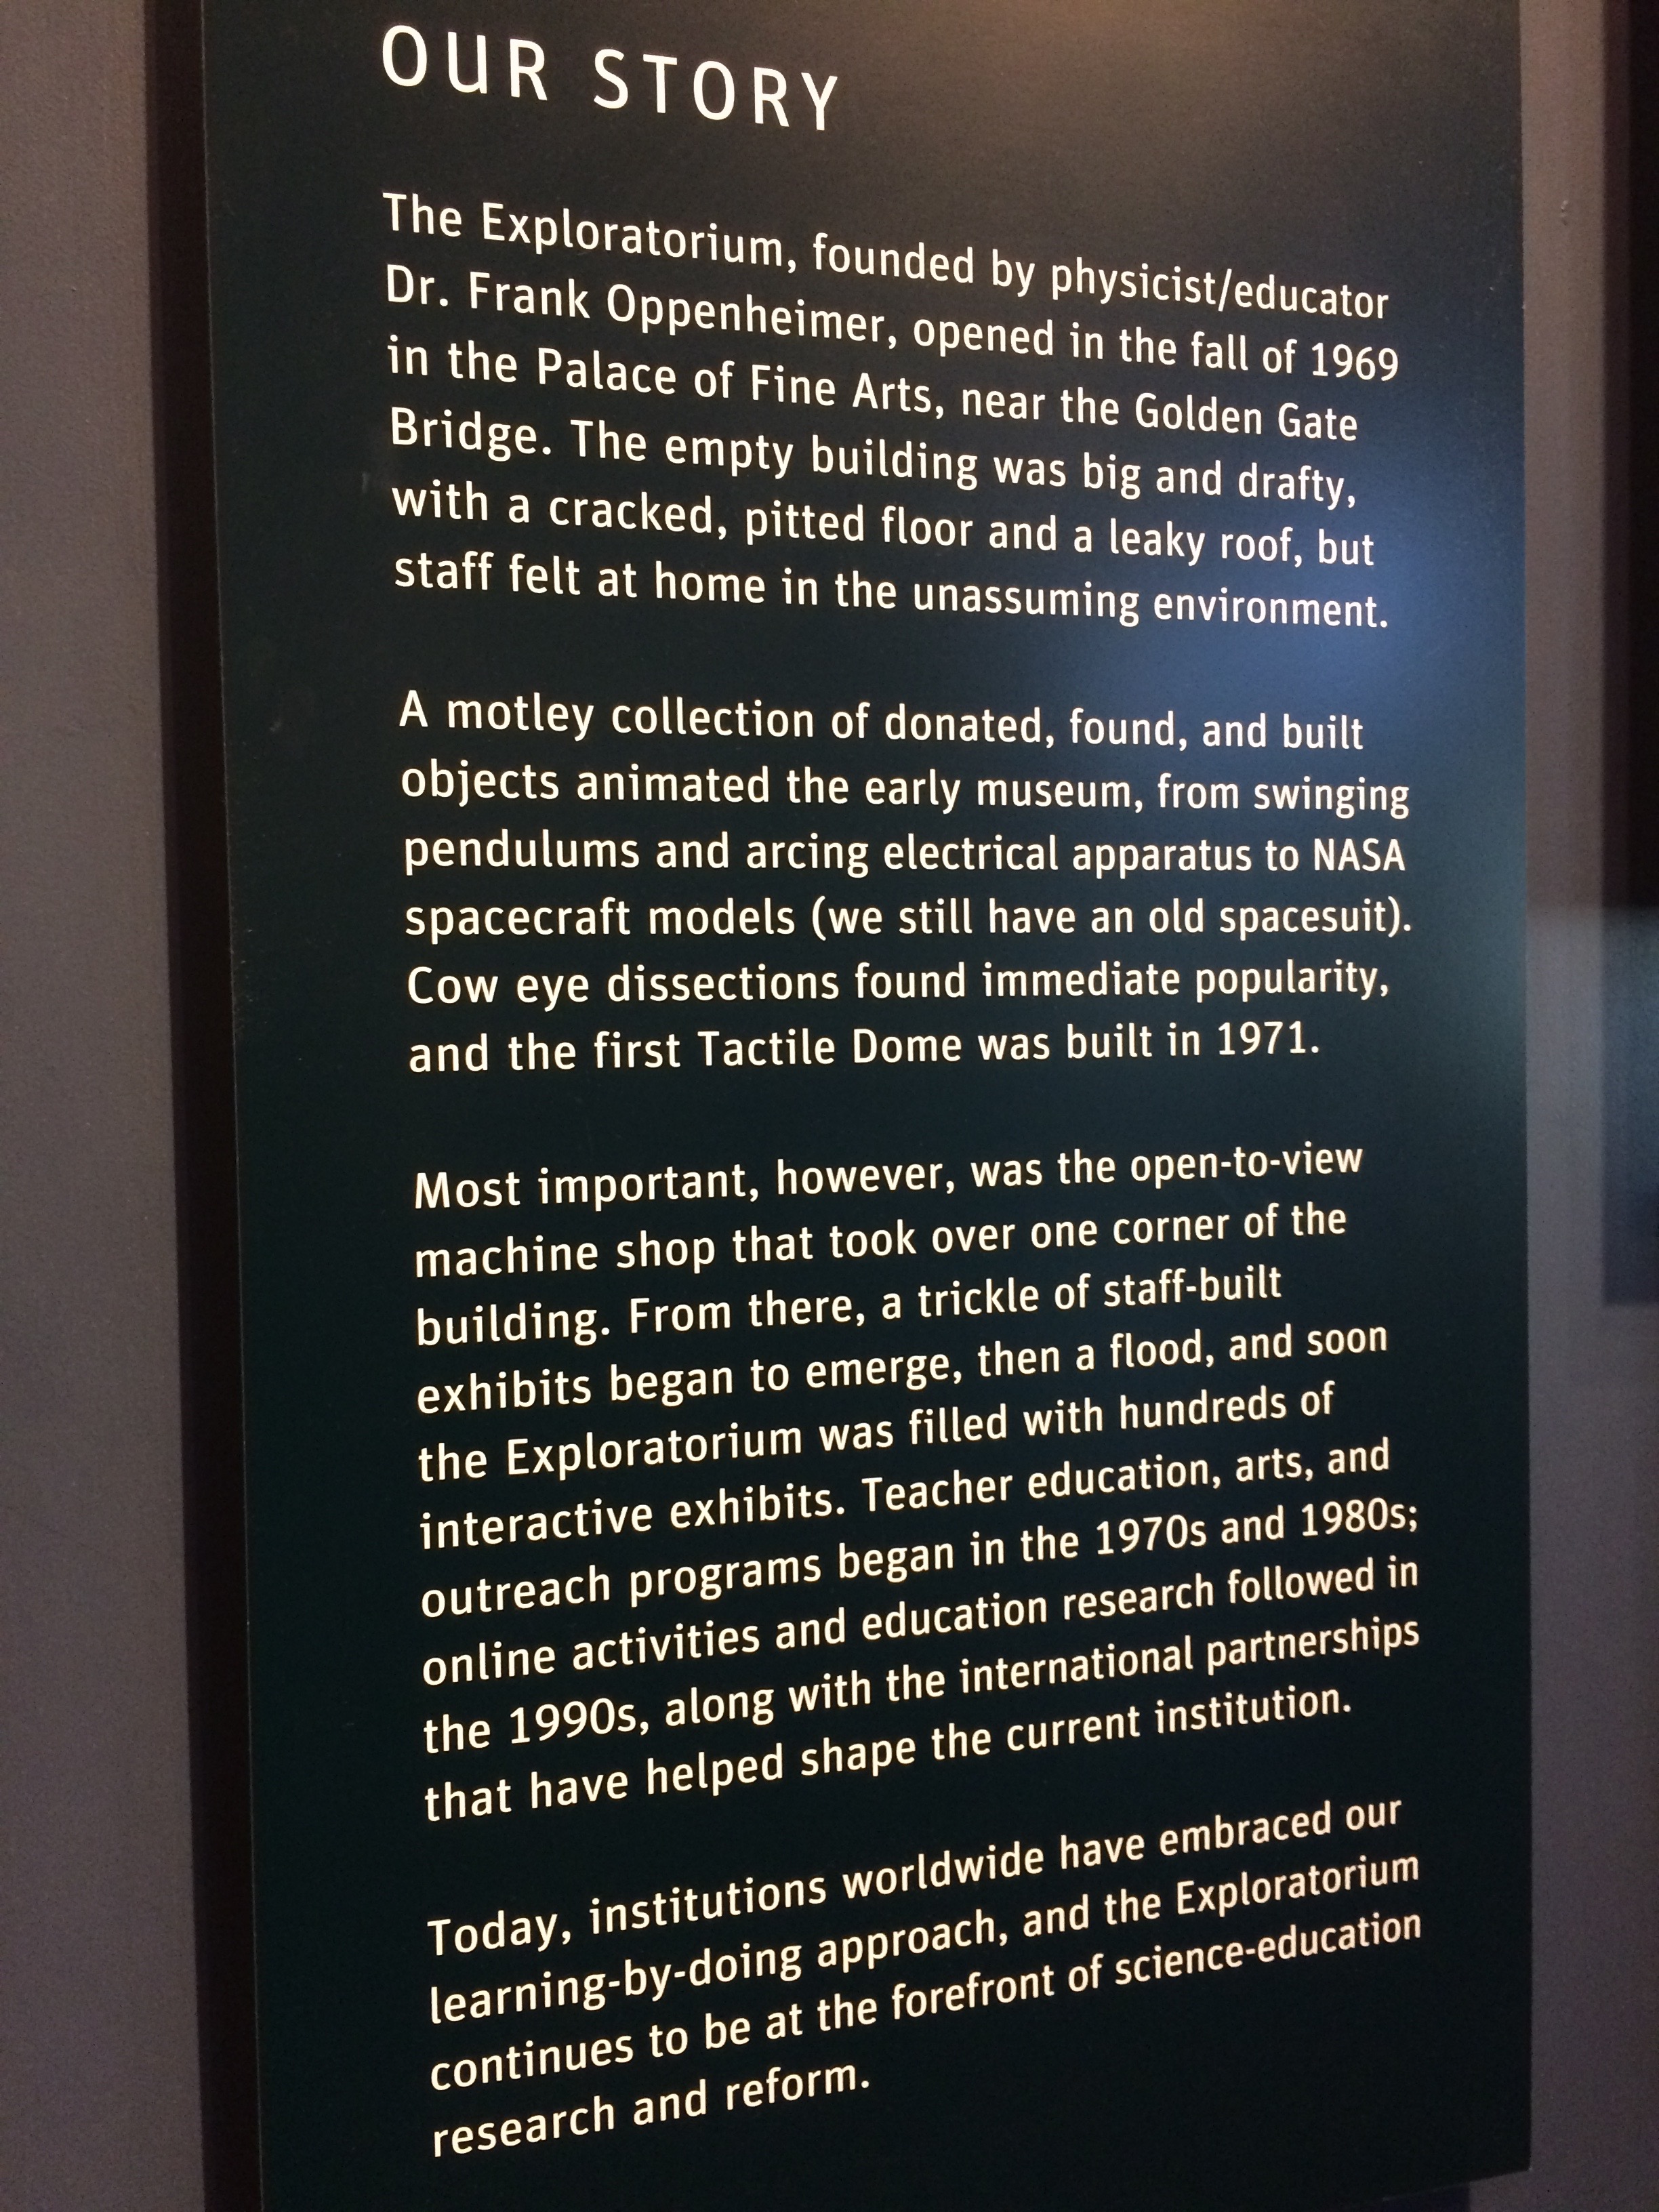 OUR STORY
The Exploratorium, founded by physicist/educator
Dr. Frank Oppenheimer, opened in the fall of 1969
in the Palace of Fine Arts, near the Golden Gate
Bridge. The empty building was big and drafty,
with a cracked, pitted floor and a leaky roof, but
staff felt at home in the unassuming environment.
A motley collection of donated, found, and built
objects animated the early museum, from swinging
pendulums and arcing electrical apparatus to NASA
spacecraft models (we still have an old spacesuit).
Cow eye dissections found immediate popularity,
and the first Tactile Dome was built in 1971.
Most important, however, was the open-to-view
machine shop that took over one corner of the
building. From there, a trickle of staff-built
exhibits began to emerge, then a flood, and soon
the Exploratorium was filled with hundreds of
interactive exhibits. Teacher education, arts, and
outreach programs began in the 1970s and 1980s;
online activities and education research followed in
the 1990s, along with the international partnerships
that have helped shape the current institution.
Today, institutions worldwide have embraced our
learning-by-doing approach, and the Exploratorium
continues to be at the forefront of science-education
research and reform.